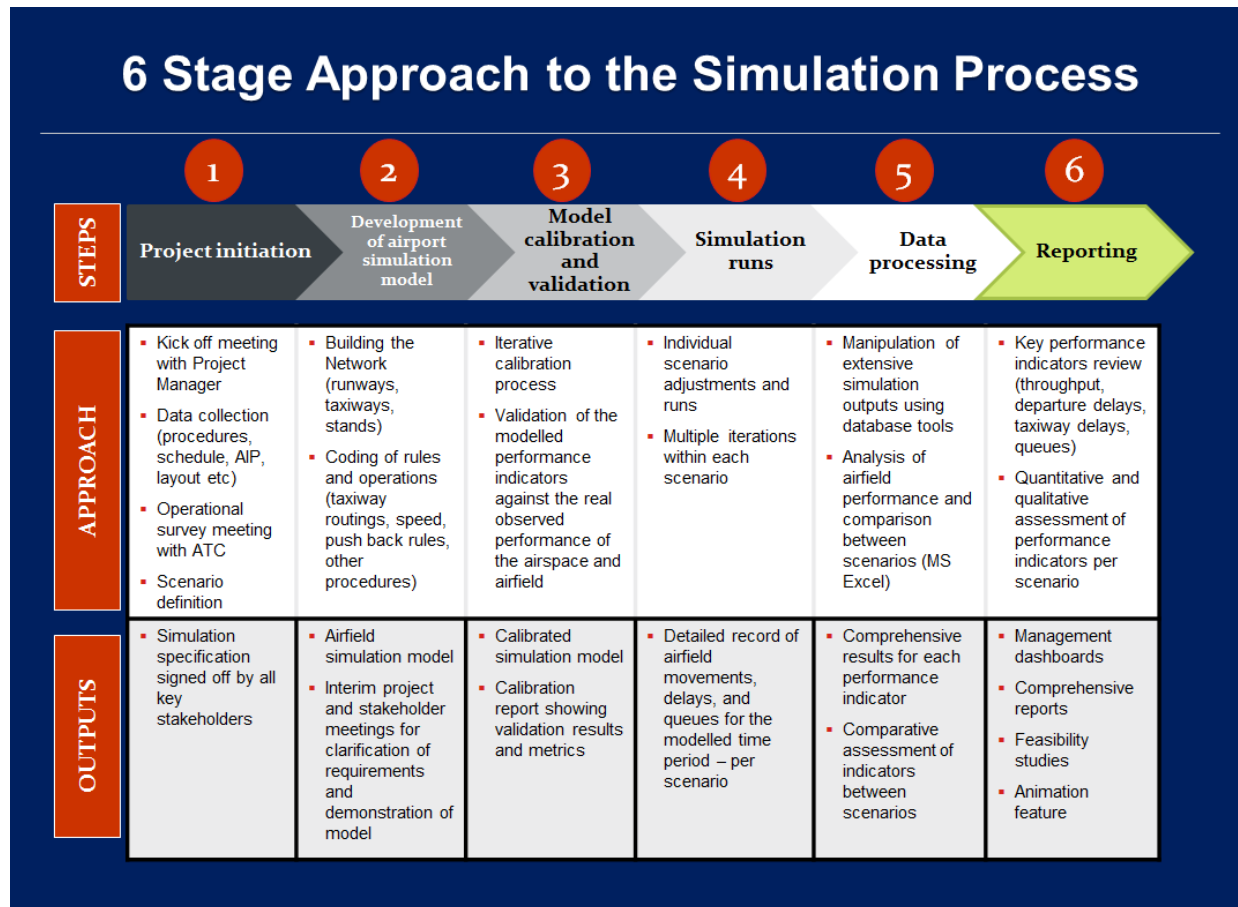 6 Stage Approach to the Simulation Process
1
2
3
4
5
6
STEPS
Project initiation
Development
of airport
simulation
model
Model
calibration
and
validation
Simulation
runs
Data
processing
Reporting
APPROACH
▪ Kick off meeting
with Project
Manager
▪ Data collection
(procedures,
schedule, AIP,
layout etc)
▪ Operational
survey meeting
with ATC
▪ Scenario
definition
▪ Building the
Network
(runways,
taxiways,
stands)
▪ Coding of rules
and operations
(taxiway
routings, speed,
push back rules,
other
procedures)
▪ Iterative
calibration
process
▪ Validation of the
modelled
performance
indicators
against the real
observed
performance of
the airspace and
airfield
▪ Individual
scenario
adjustments and
runs
▪ Multiple iterations
within each
scenario
▪ Manipulation of
extensive
simulation
outputs using
database tools
▪ Analysis of
airfield
performance and
comparison
between
scenarios (MS
Excel)
▪ Key performance
indicators review
(throughput,
departure delays,
taxiway delays,
queues)
▪ Quantitative and
qualitative
assessment of
performance
indicators per
scenario
OUTPUTS
▪ Simulation
specification
signed off by all
key
stakeholders
▪ Airfield
simulation model
▪ Interim project
and stakeholder
meetings for
clarification of
requirements
and
demonstration of
model
▪ Calibrated
simulation model
▪ Calibration
report showing
validation results
and metrics
▪ Detailed record of
airfield
movements,
delays, and
queues for the
modelled time
period – per
scenario
▪ Comprehensive
results for each
performance
indicator
▪ Comparative
assessment of
indicators
between
scenarios
▪ Management
dashboards
▪ Comprehensive
reports
▪ Feasibility
studies
▪ Animation
feature